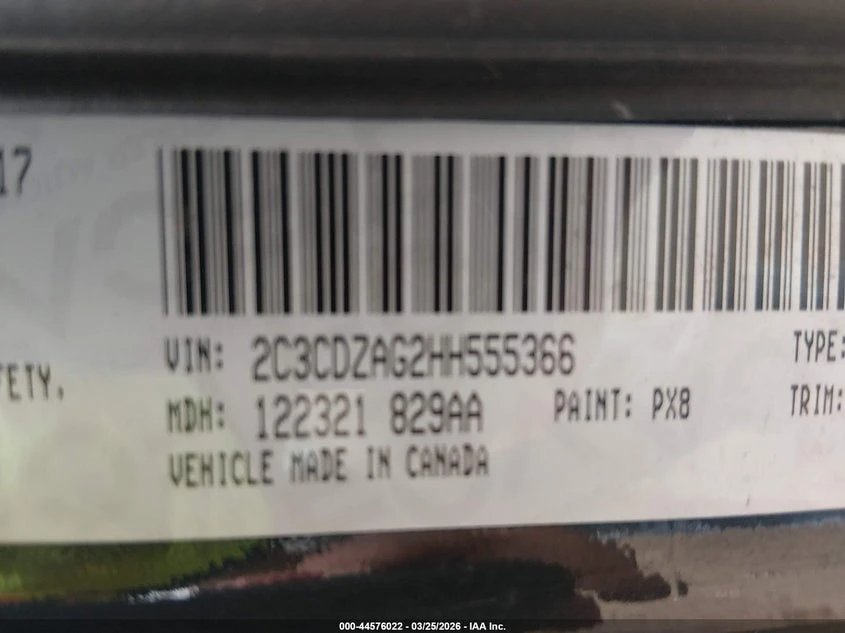 17
VIN: 2C3CDZAG2HH555366
TYPE:
FETY.
MDH: 122321 829AA PAINT: PX8
TRIM:
VEHICLE MADE IN CANADA
000-44576022 - 03/25/2026 - IAA Inc.